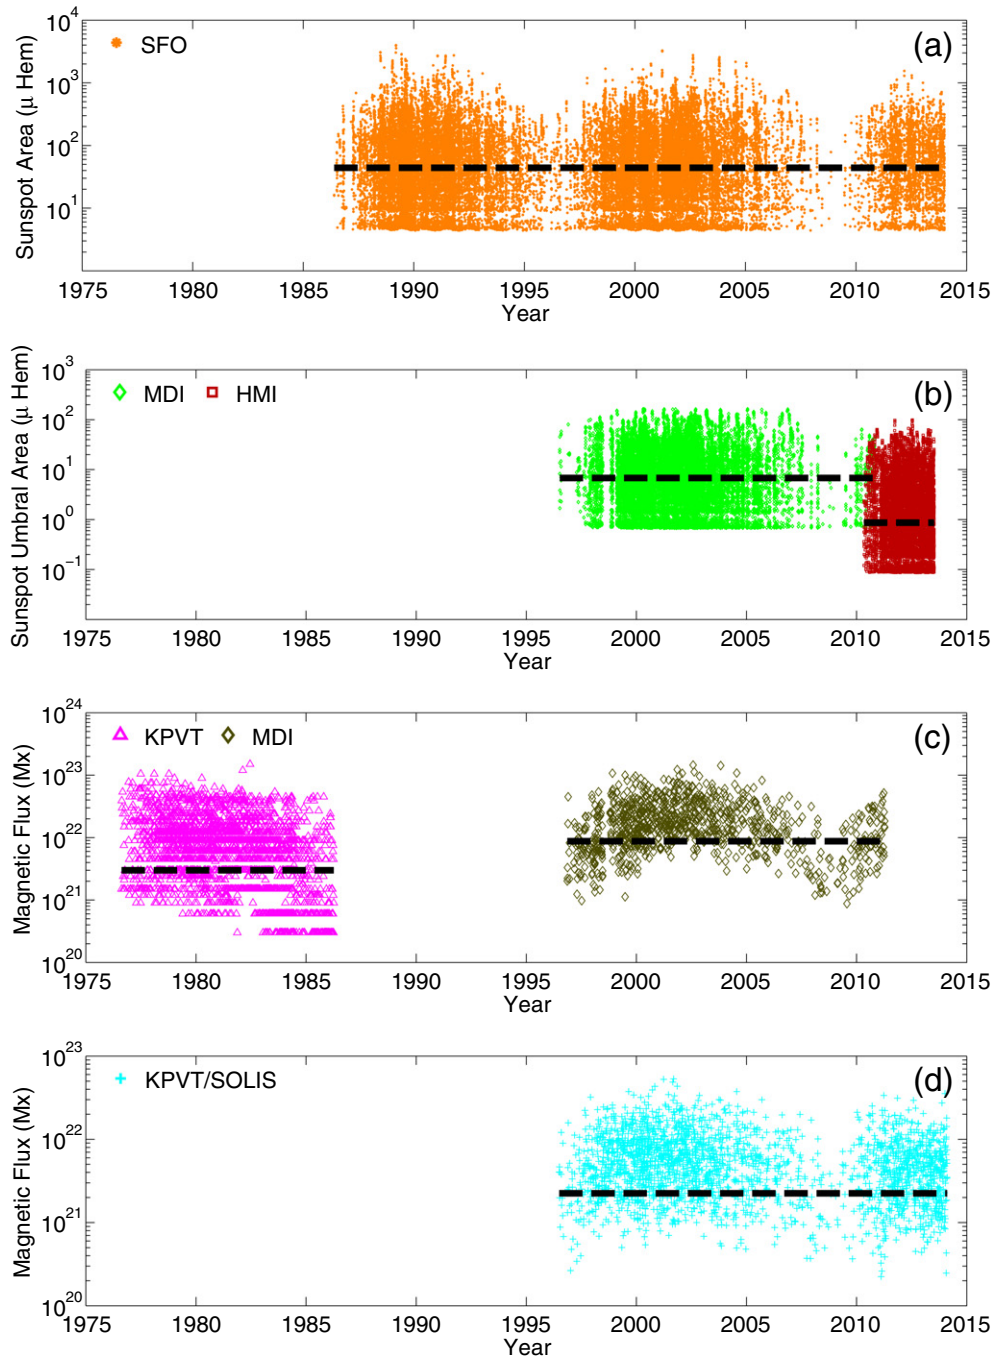 (a)
SFO
Sunspot Area (μ Hem)
10^4
10^3
10^2
10^1
1975 1980 1985 1990 1995 2000 2005 2010 2015
Year
(b)
MDI HMI
Sunspot Umbral Area (μ Hem)
10^3
10^2
10^1
10^0
10^−1
1975 1980 1985 1990 1995 2000 2005 2010 2015
Year
(c)
KPVT MDI
Magnetic Flux (Mx)
10^24
10^23
10^22
10^21
10^20
1975 1980 1985 1990 1995 2000 2005 2010 2015
Year
(d)
KPVT/SOLIS
Magnetic Flux (Mx)
10^23
10^22
10^21
10^20
1975 1980 1985 1990 1995 2000 2005 2010 2015
Year